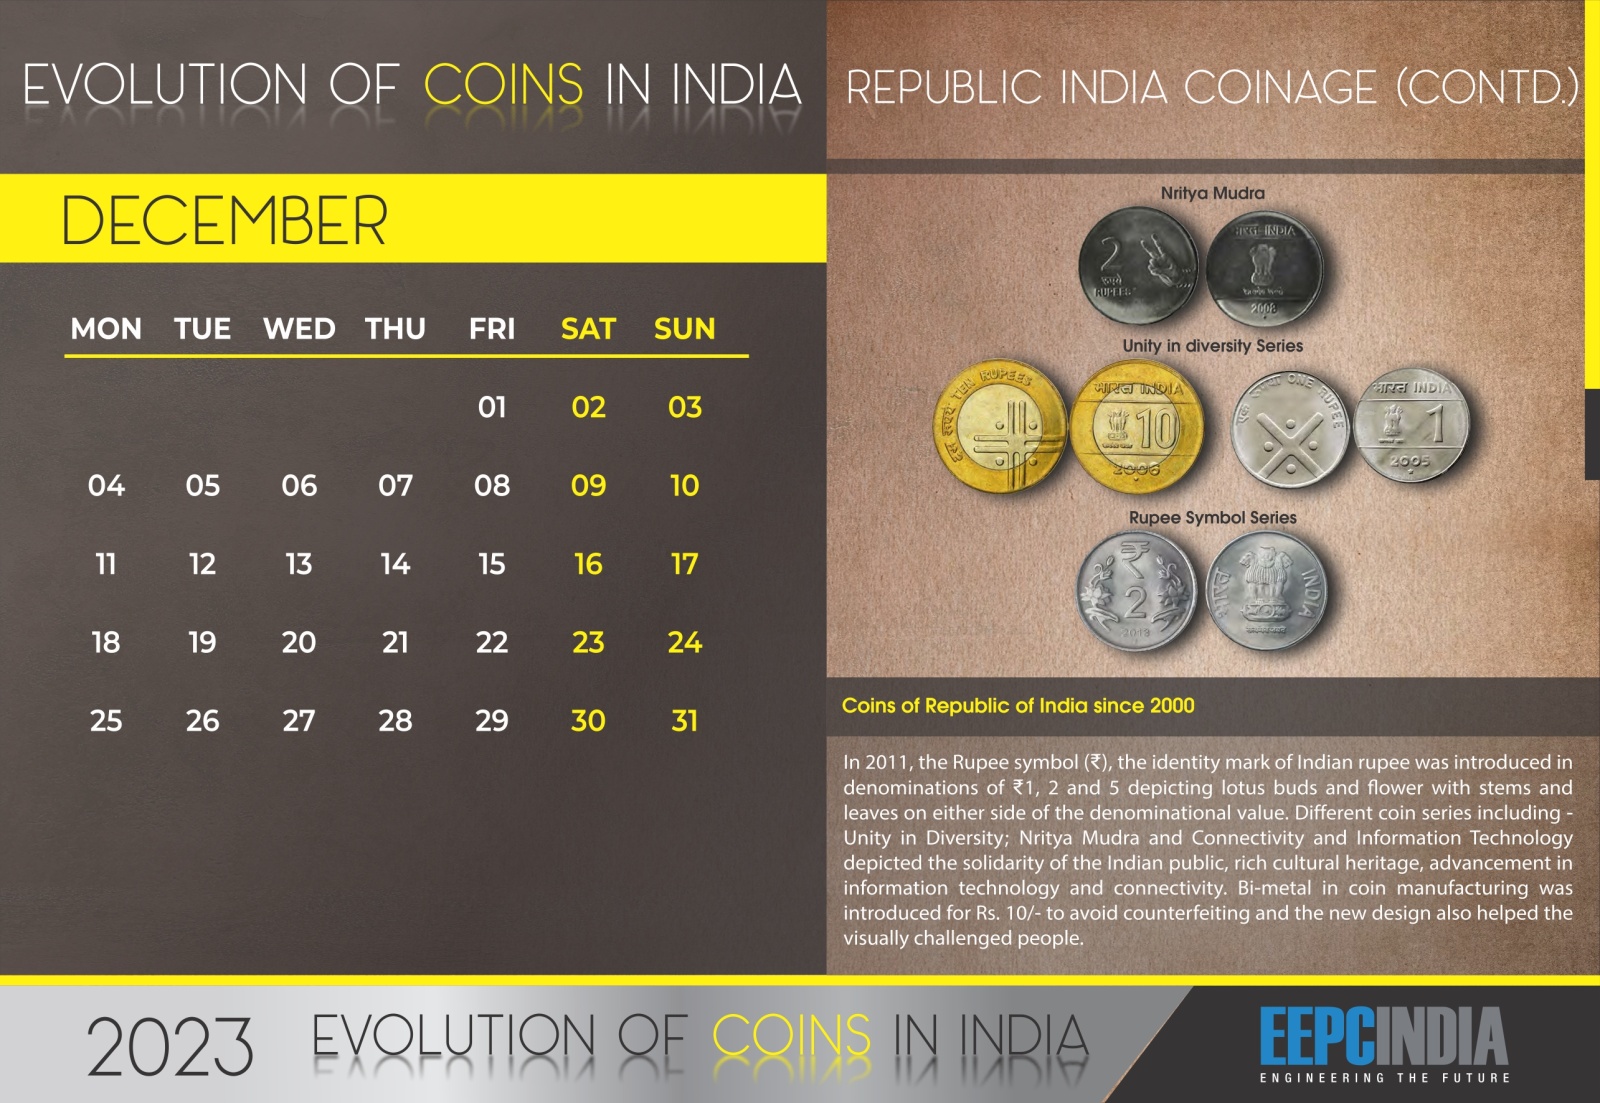 EVOLUTION OF COINS IN INDIA
DECEMBER
MON TUE WED THU FRI SAT SUN
01 02 03
04 05 06 07 08 09 10
11 12 13 14 15 16 17
18 19 20 21 22 23 24
25 26 27 28 29 30 31
REPUBLIC INDIA COINAGE (CONTD.)
Nritya Mudra
2
रूपये
RUPEES
भारत INDIA
2008
Unity in diversity Series
रूपये TEN RUPEES
भारत INDIA
10
2006
एक रूपया ONE RUPEE
भारत INDIA
1
2005
Rupee Symbol Series
₹
2
2013
भारत INDIA
Coins of Republic of India since 2000
In 2011, the Rupee symbol (₹), the identity mark of Indian rupee was introduced in
denominations of ₹1, 2 and 5 depicting lotus buds and flower with stems and
leaves on either side of the denominational value. Different coin series including -
Unity in Diversity; Nritya Mudra and Connectivity and Information Technology
depicted the solidarity of the Indian public, rich cultural heritage, advancement in
information technology and connectivity. Bi-metal in coin manufacturing was
introduced for Rs. 10/- to avoid counterfeiting and the new design also helped the
visually challenged people.
2023 EVOLUTION OF COINS IN INDIA
EEPCINDIA
ENGINEERING THE FUTURE